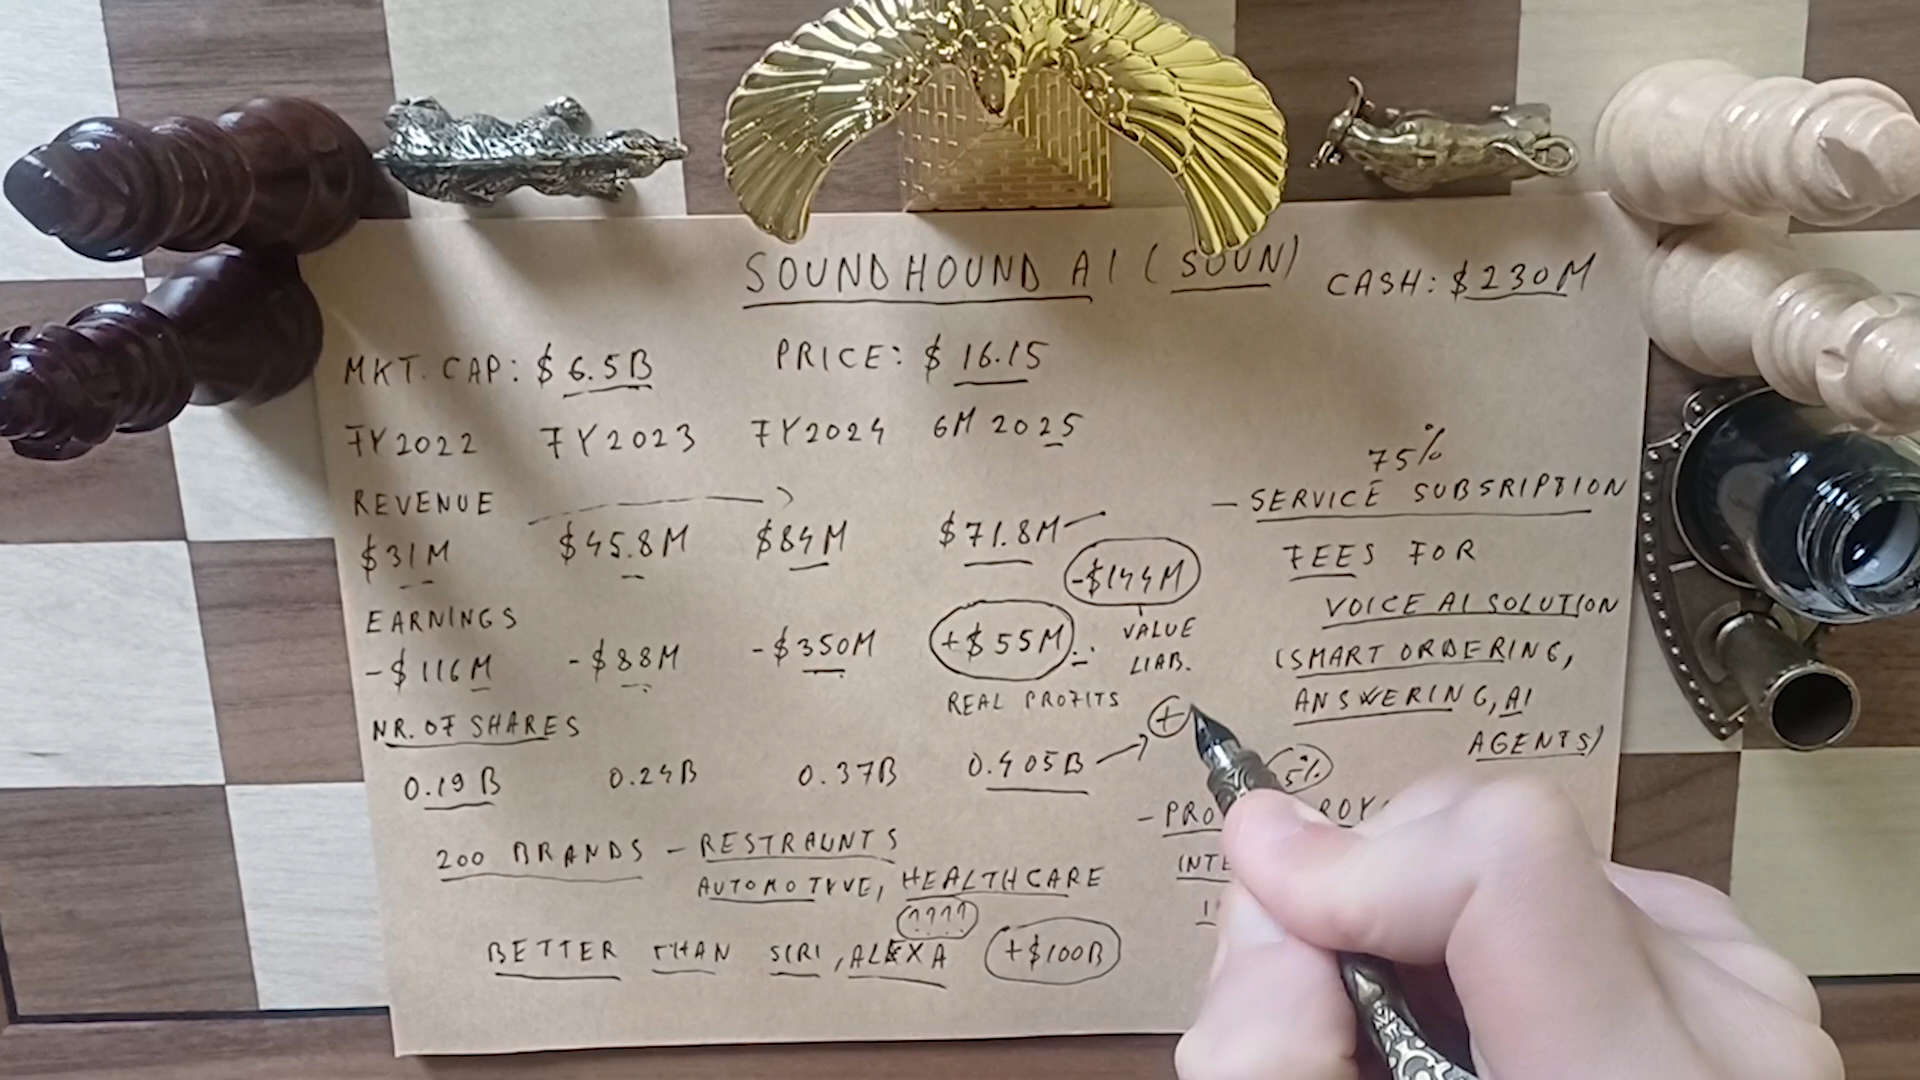 SOUNDHOUND AI (SOUN)
CASH: $230M
MKT. CAP: $6.5B
PRICE: $16.15
FY2022 FY2023 FY2024 6M 2025
REVENUE
$31M $45.8M $84M $71.8M
-$144M
VALUE
LIAB.
EARNINGS
-$116M -$88M -$350M +$55M
REAL PROFITS
NR. OF SHARES
0.19B 0.24B 0.37B 0.405B
+
200 BRANDS - RESTRAUNTS
AUTOMOTYVE, HEALTHCARE
????
BETTER THAN SIRI, ALEXA +$100B
75%
- SERVICE SUBSRIPTION
FEES FOR
VOICE AI SOLUTION
(SMART ORDERING,
ANSWERING, AI
AGENTS)
5%